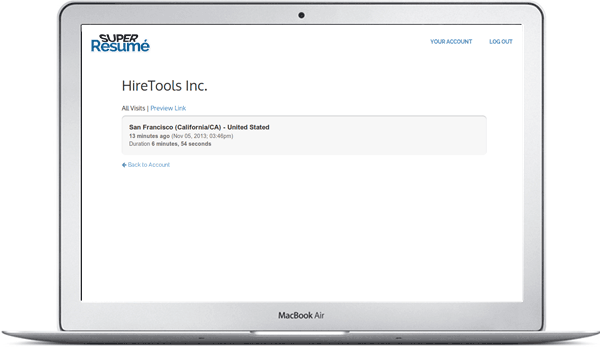 SUPER
Resumé
YOUR ACCOUNT LOG OUT
HireTools Inc.
All Visits | Preview Link
San Francisco (California/CA) - United Stated
13 minutes ago (Nov 05, 2013; 03:46pm)
Duration 6 minutes, 54 seconds
Back to Account
MacBook Air